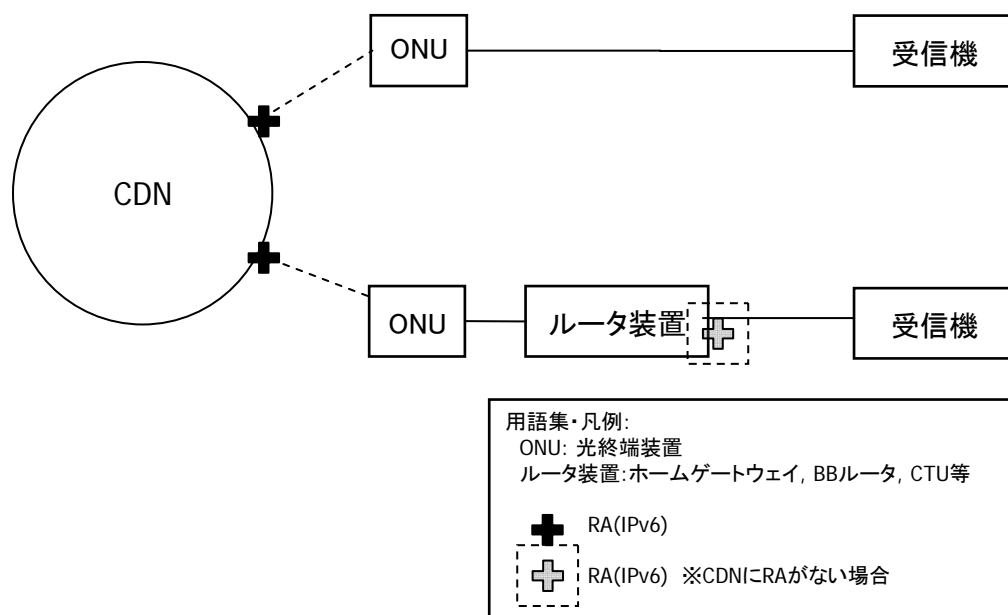 ONU
受信機
CDN
ONU
ルータ装置
受信機
用語集・凡例:
ONU: 光終端装置
ルータ装置:ホームゲートウェイ, BBルータ, CTU等
RA(IPv6)
RA(IPv6) ※CDNにRAがない場合